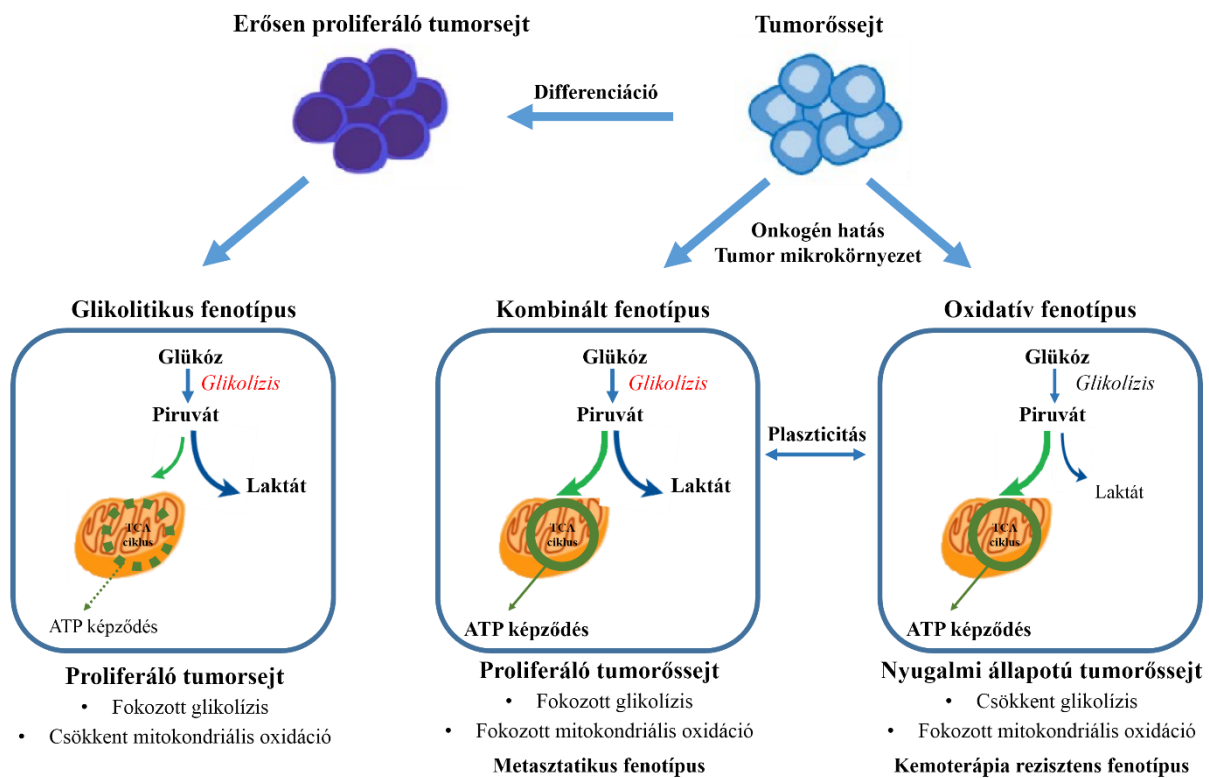 Erősen proliferáló tumorsejt
Tumorőssejt
Differenciáció
Onkogén hatás
Tumor mikrokörnyezet
Glikolitikus fenotípus
Glükóz
Glikolízis
Piruvát
Laktát
TCA
ciklus
ATP képződés
Proliferáló tumorsejt
• Fokozott glikolízis
• Csökkent mitokondriális oxidáció
Kombinált fenotípus
Glükóz
Glikolízis
Piruvát
Laktát
TCA
ciklus
ATP képződés
Proliferáló tumorőssejt
• Fokozott glikolízis
• Fokozott mitokondriális oxidáció
Metasztatikus fenotípus
Plaszticitás
Oxidatív fenotípus
Glükóz
Glikolízis
Piruvát
Laktát
TCA
ciklus
ATP képződés
Nyugalmi állapotú tumorőssejt
• Csökkent glikolízis
• Fokozott mitokondriális oxidáció
Kemoterápia rezisztens fenotípus